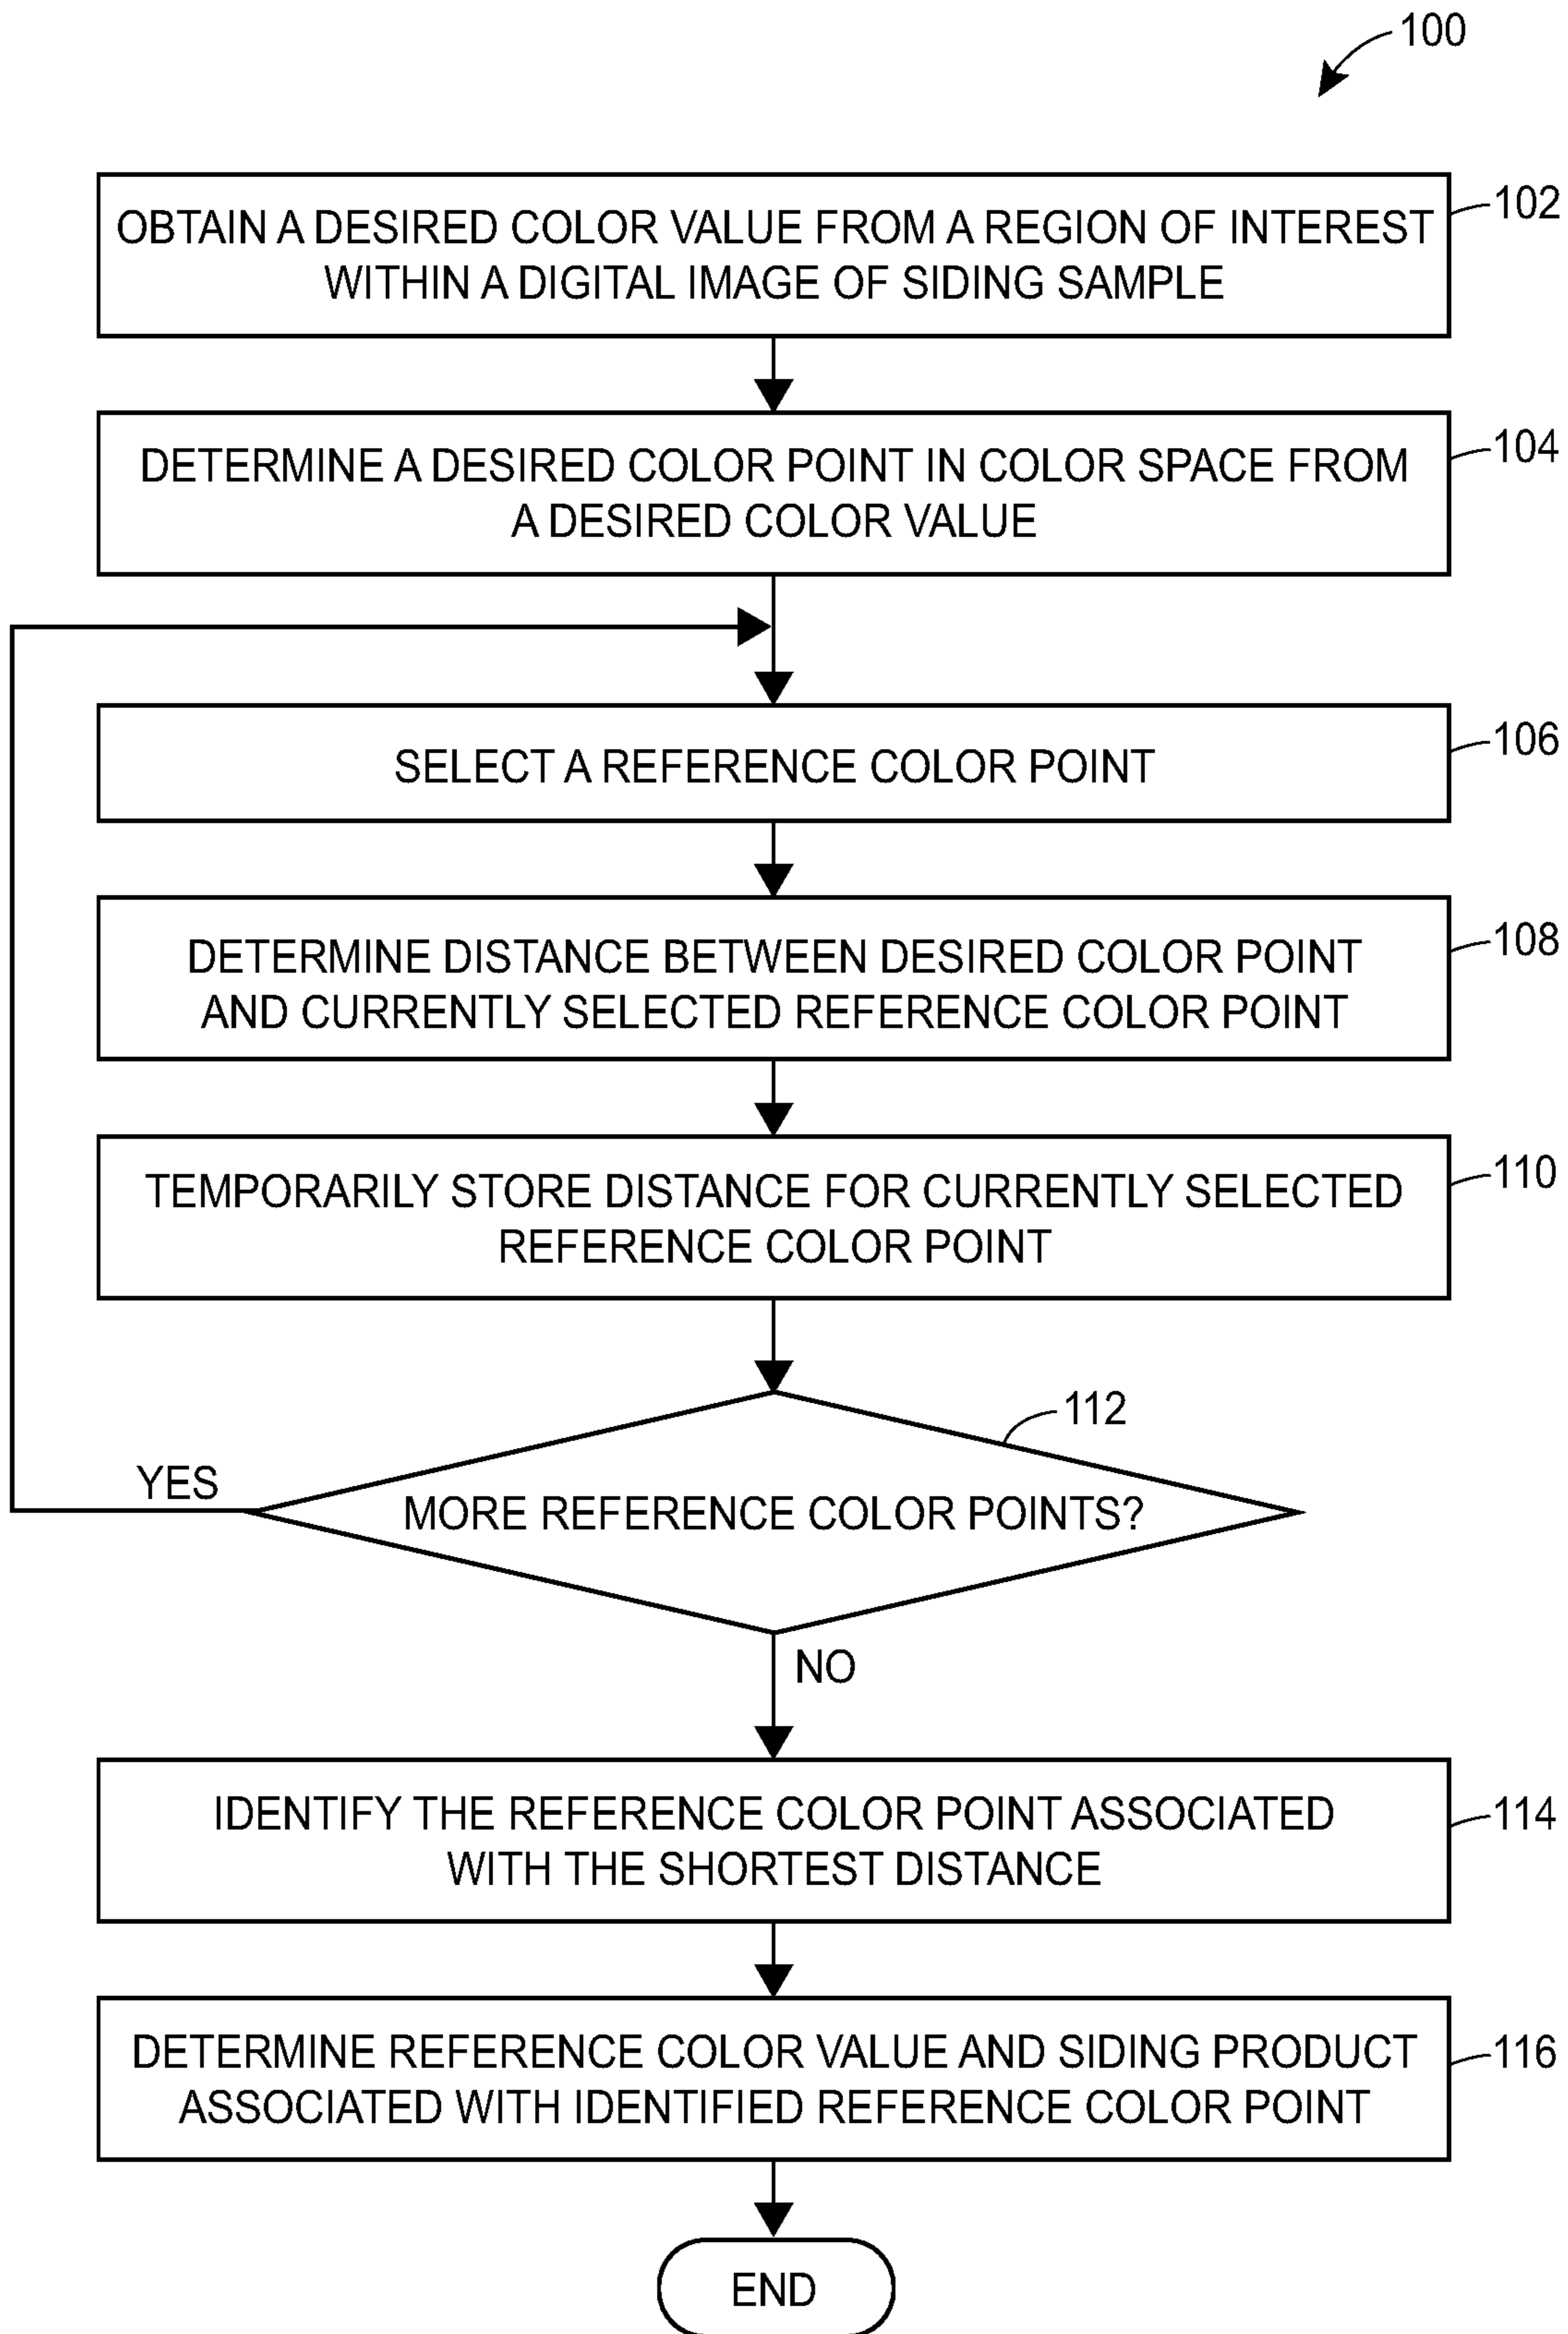 100
OBTAIN A DESIRED COLOR VALUE FROM A REGION OF INTEREST
WITHIN A DIGITAL IMAGE OF SIDING SAMPLE
102
DETERMINE A DESIRED COLOR POINT IN COLOR SPACE FROM
A DESIRED COLOR VALUE
104
SELECT A REFERENCE COLOR POINT
106
DETERMINE DISTANCE BETWEEN DESIRED COLOR POINT
AND CURRENTLY SELECTED REFERENCE COLOR POINT
108
TEMPORARILY STORE DISTANCE FOR CURRENTLY SELECTED
REFERENCE COLOR POINT
110
112
YES
MORE REFERENCE COLOR POINTS?
NO
IDENTIFY THE REFERENCE COLOR POINT ASSOCIATED
WITH THE SHORTEST DISTANCE
114
DETERMINE REFERENCE COLOR VALUE AND SIDING PRODUCT
ASSOCIATED WITH IDENTIFIED REFERENCE COLOR POINT
116
END